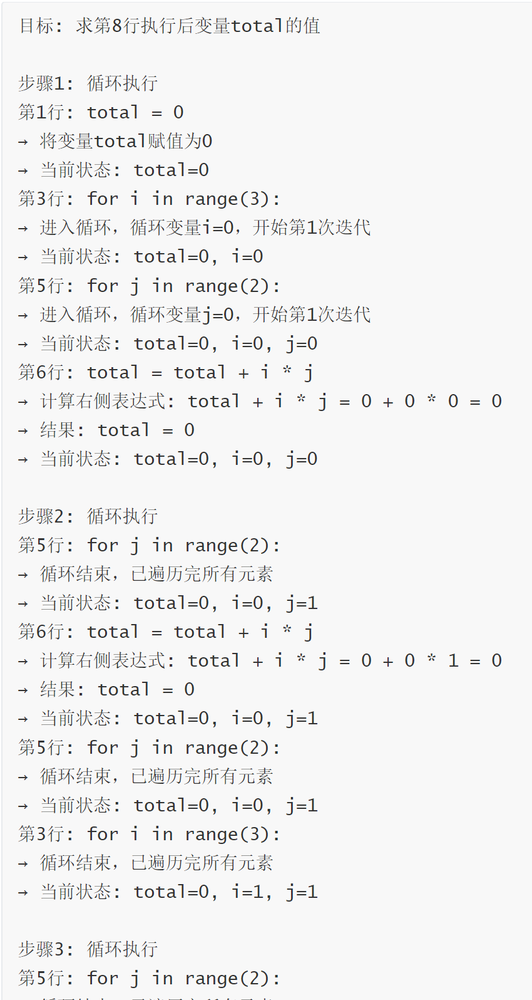 目标: 求第8行执行后变量total的值
步骤1: 循环执行
第1行: total = 0
→ 将变量total赋值为0
→ 当前状态: total=0
第3行: for i in range(3):
→ 进入循环，循环变量i=0，开始第1次迭代
→ 当前状态: total=0, i=0
第5行: for j in range(2):
→ 进入循环，循环变量j=0，开始第1次迭代
→ 当前状态: total=0, i=0, j=0
第6行: total = total + i * j
→ 计算右侧表达式: total + i * j = 0 + 0 * 0 = 0
→ 结果: total = 0
→ 当前状态: total=0, i=0, j=0
步骤2: 循环执行
第5行: for j in range(2):
→ 循环结束，已遍历完所有元素
→ 当前状态: total=0, i=0, j=1
第6行: total = total + i * j
→ 计算右侧表达式: total + i * j = 0 + 0 * 1 = 0
→ 结果: total = 0
→ 当前状态: total=0, i=0, j=1
第5行: for j in range(2):
→ 循环结束，已遍历完所有元素
→ 当前状态: total=0, i=0, j=1
第3行: for i in range(3):
→ 循环结束，已遍历完所有元素
→ 当前状态: total=0, i=1, j=1
步骤3: 循环执行
第5行: for j in range(2):